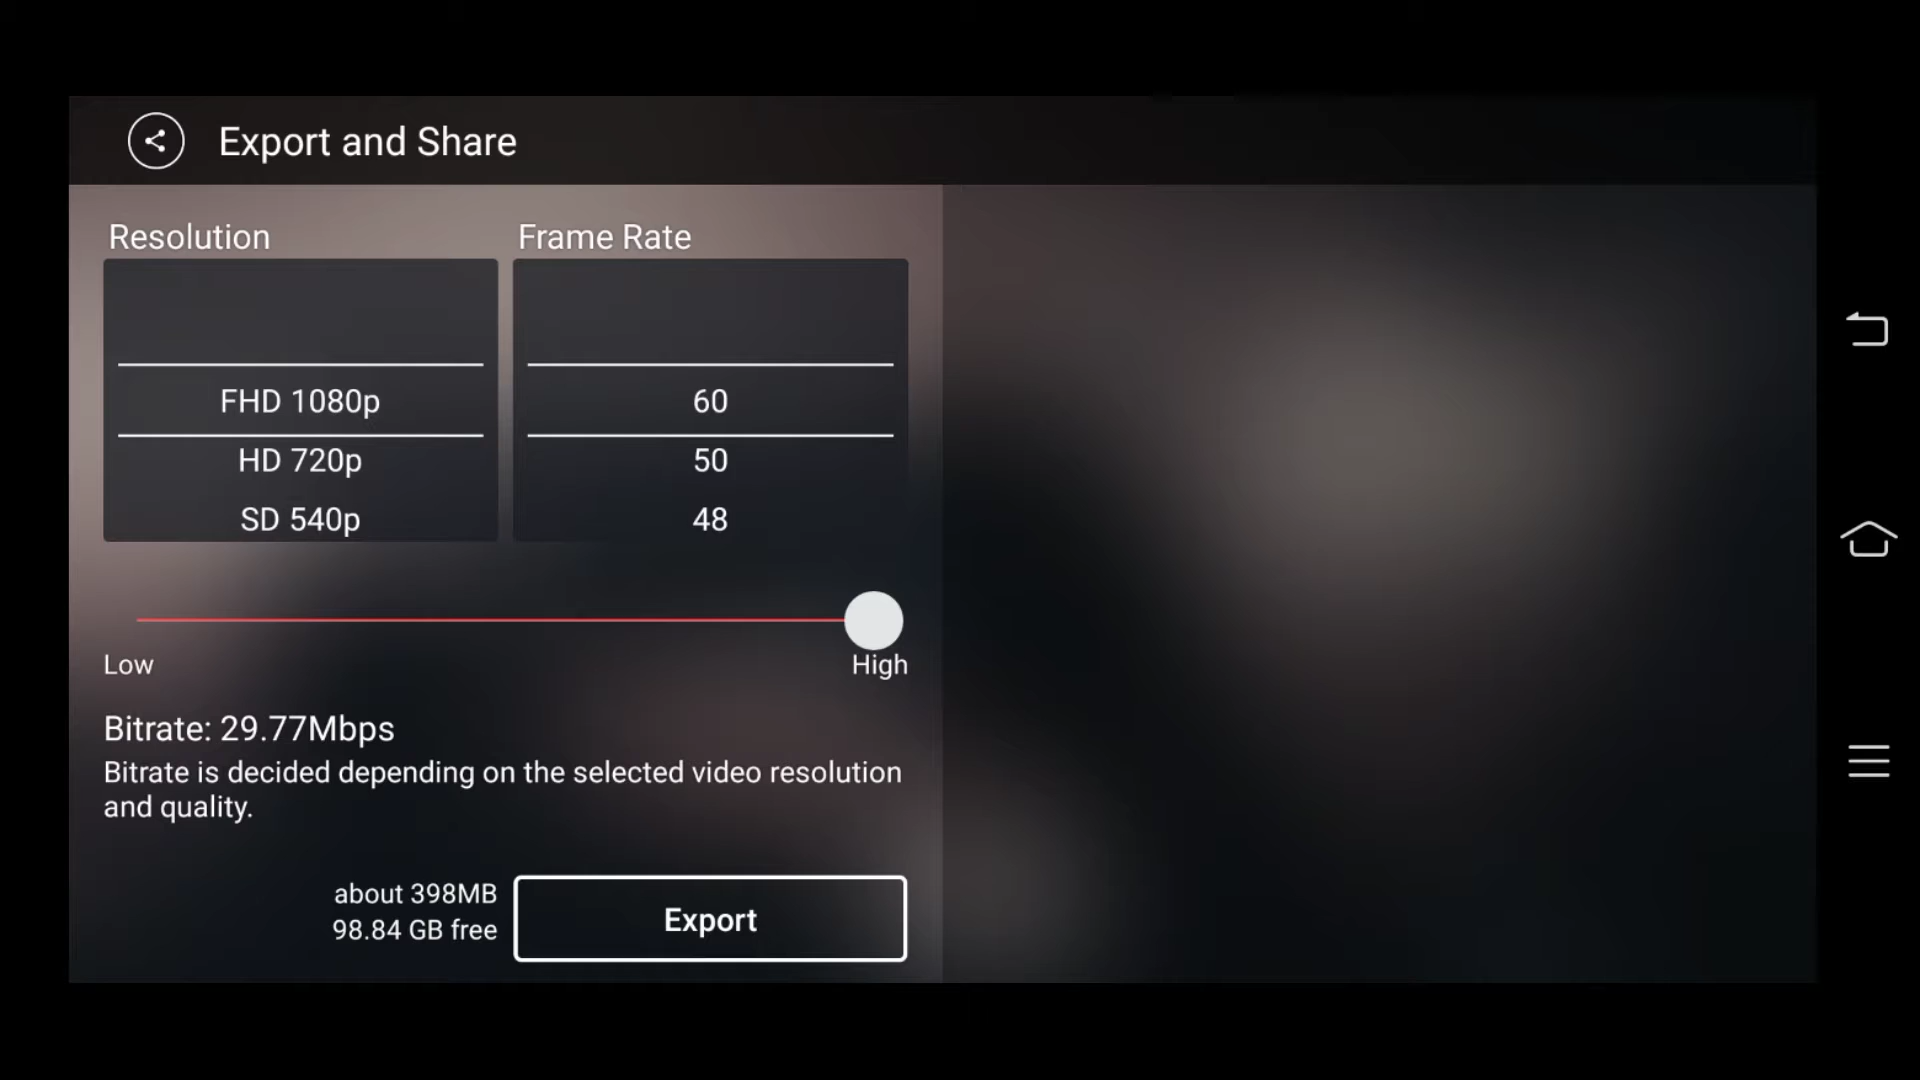 Export and Share
Resolution
Frame Rate
FHD 1080p
HD 720p
SD 540p
60
50
48
Low
High
Bitrate: 29.77Mbps
Bitrate is decided depending on the selected video resolution
and quality.
about 398MB
98.84 GB free
Export